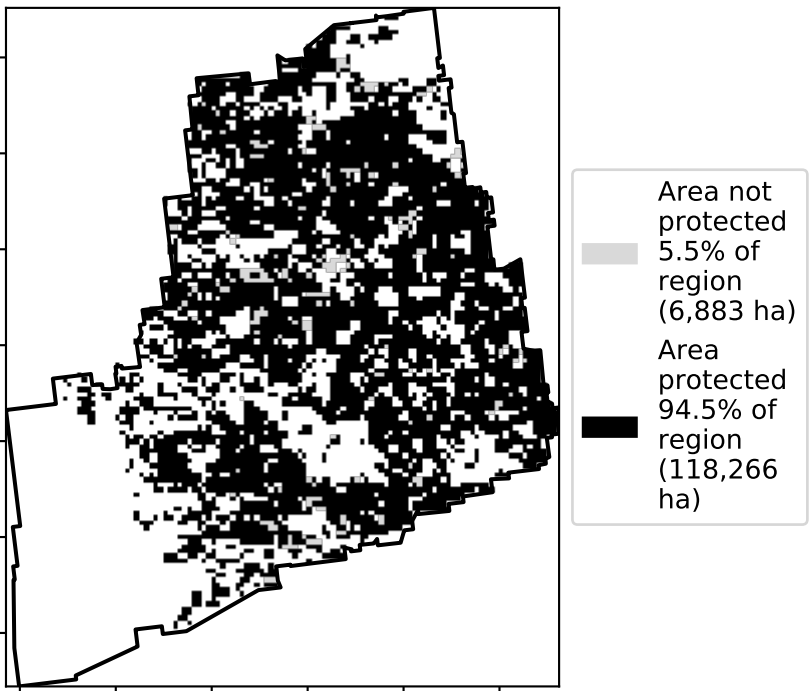 Area not
protected
5.5% of
region
(6,883 ha)
Area
protected
94.5% of
region
(118,266
ha)